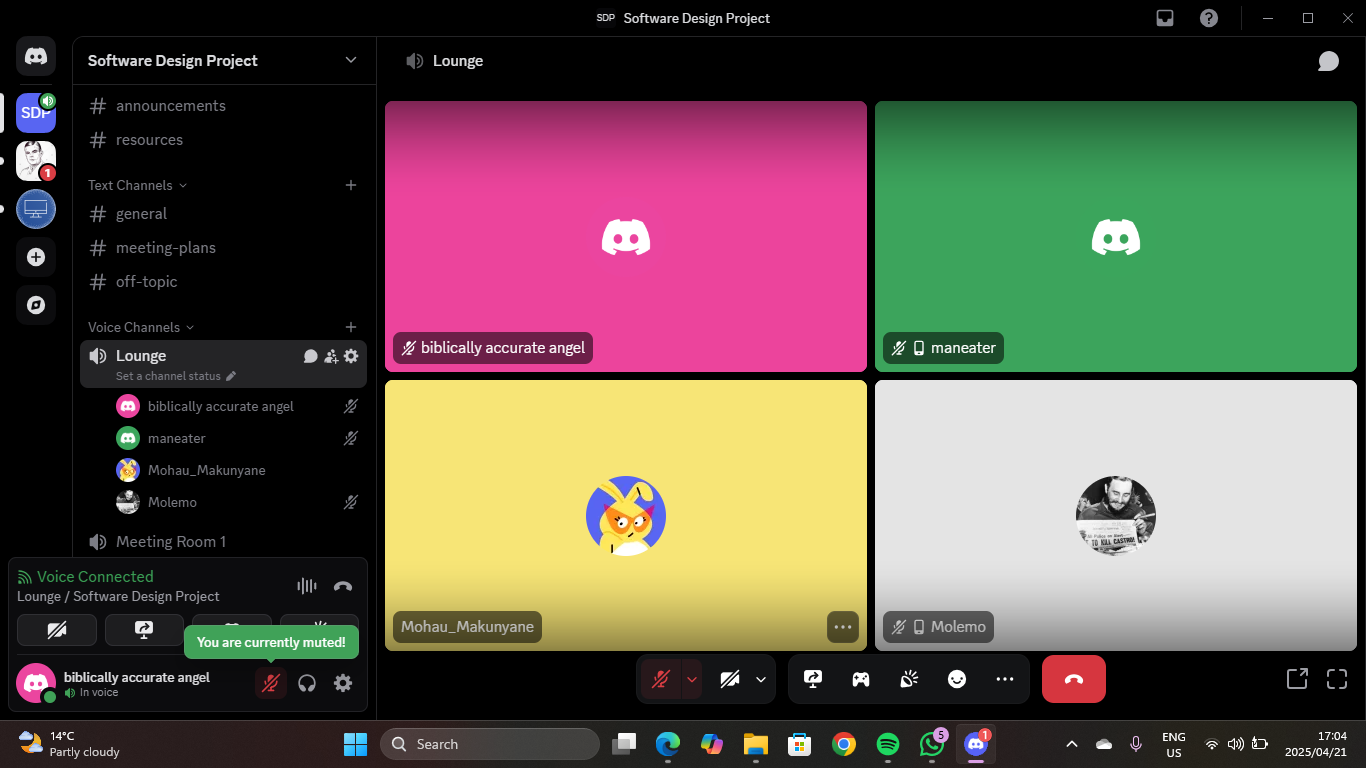 SDP Software Design Project
Software Design Project
announcements
resources
Text Channels
general
meeting-plans
off-topic
Voice Channels
Lounge
Set a channel status
biblically accurate angel
maneater
Mohau_Makunyane
Molemo
Meeting Room 1
SDP
1
Voice Connected
Lounge / Software Design Project
You are currently muted!
biblically accurate angel
In voice
Lounge
biblically accurate angel
maneater
Mohau_Makunyane
Molemo
TO KILL CASTRO!
14°C
Partly cloudy
Search
5
1
ENG
US
17:04
2025/04/21